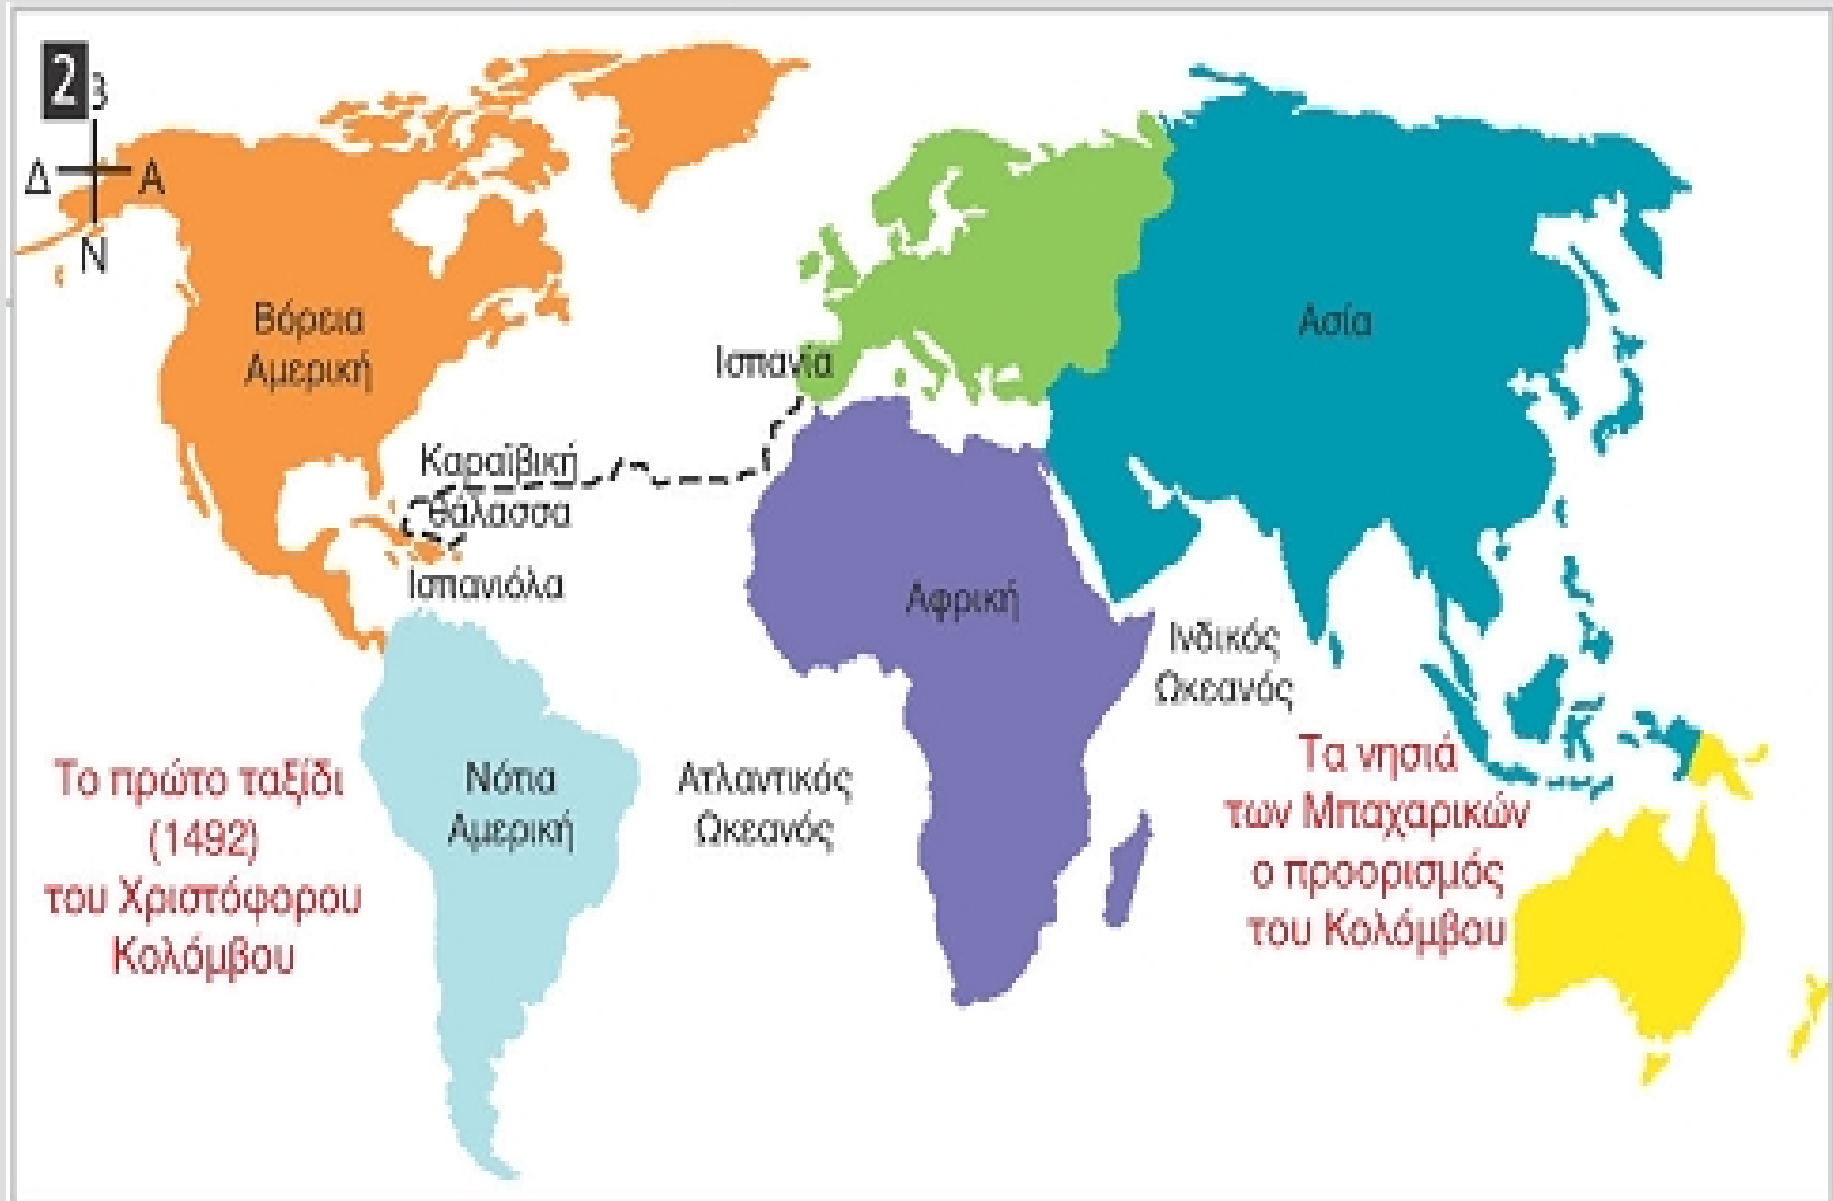 2
Β
Δ
Α
Ν
Βόρεια
Αμερική
Ισπανία
Ασία
Καραϊβική
θάλασσα
Ισπανιόλα
Αφρική
Ινδικός
Ωκεανός
Το πρώτο ταξίδι
(1492)
του Χριστόφορου
Κολόμβου
Νότια
Αμερική
Ατλαντικός
Ωκεανός
Τα νησιά
των Μπαχαρικών
ο προορισμός
του Κολόμβου